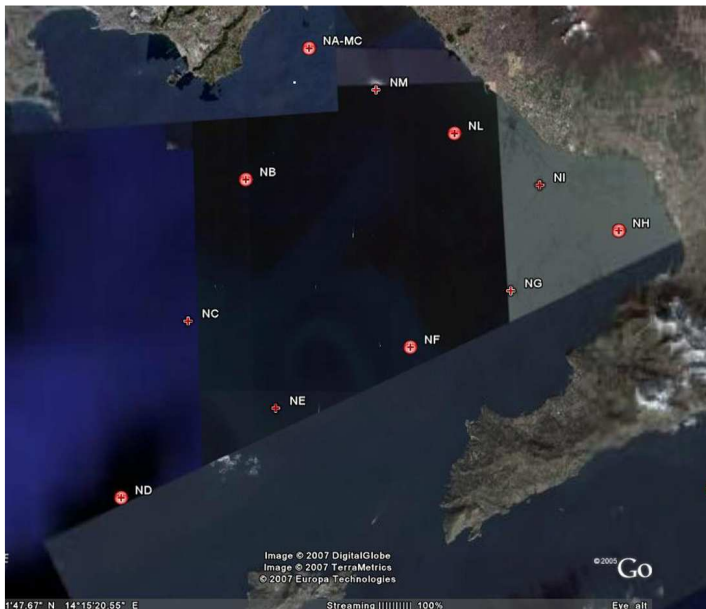 NA-MC
NM
NL
NB
NI
NH
NG
NC
NF
NE
ND
E
Image © 2007 DigitalGlobe
Image © 2007 TerraMetrics
© 2007 Europa Technologies
© 2005 Go
1'47.67" N 14°15'20.55" E Streaming |||||||||| 100% Eye alt